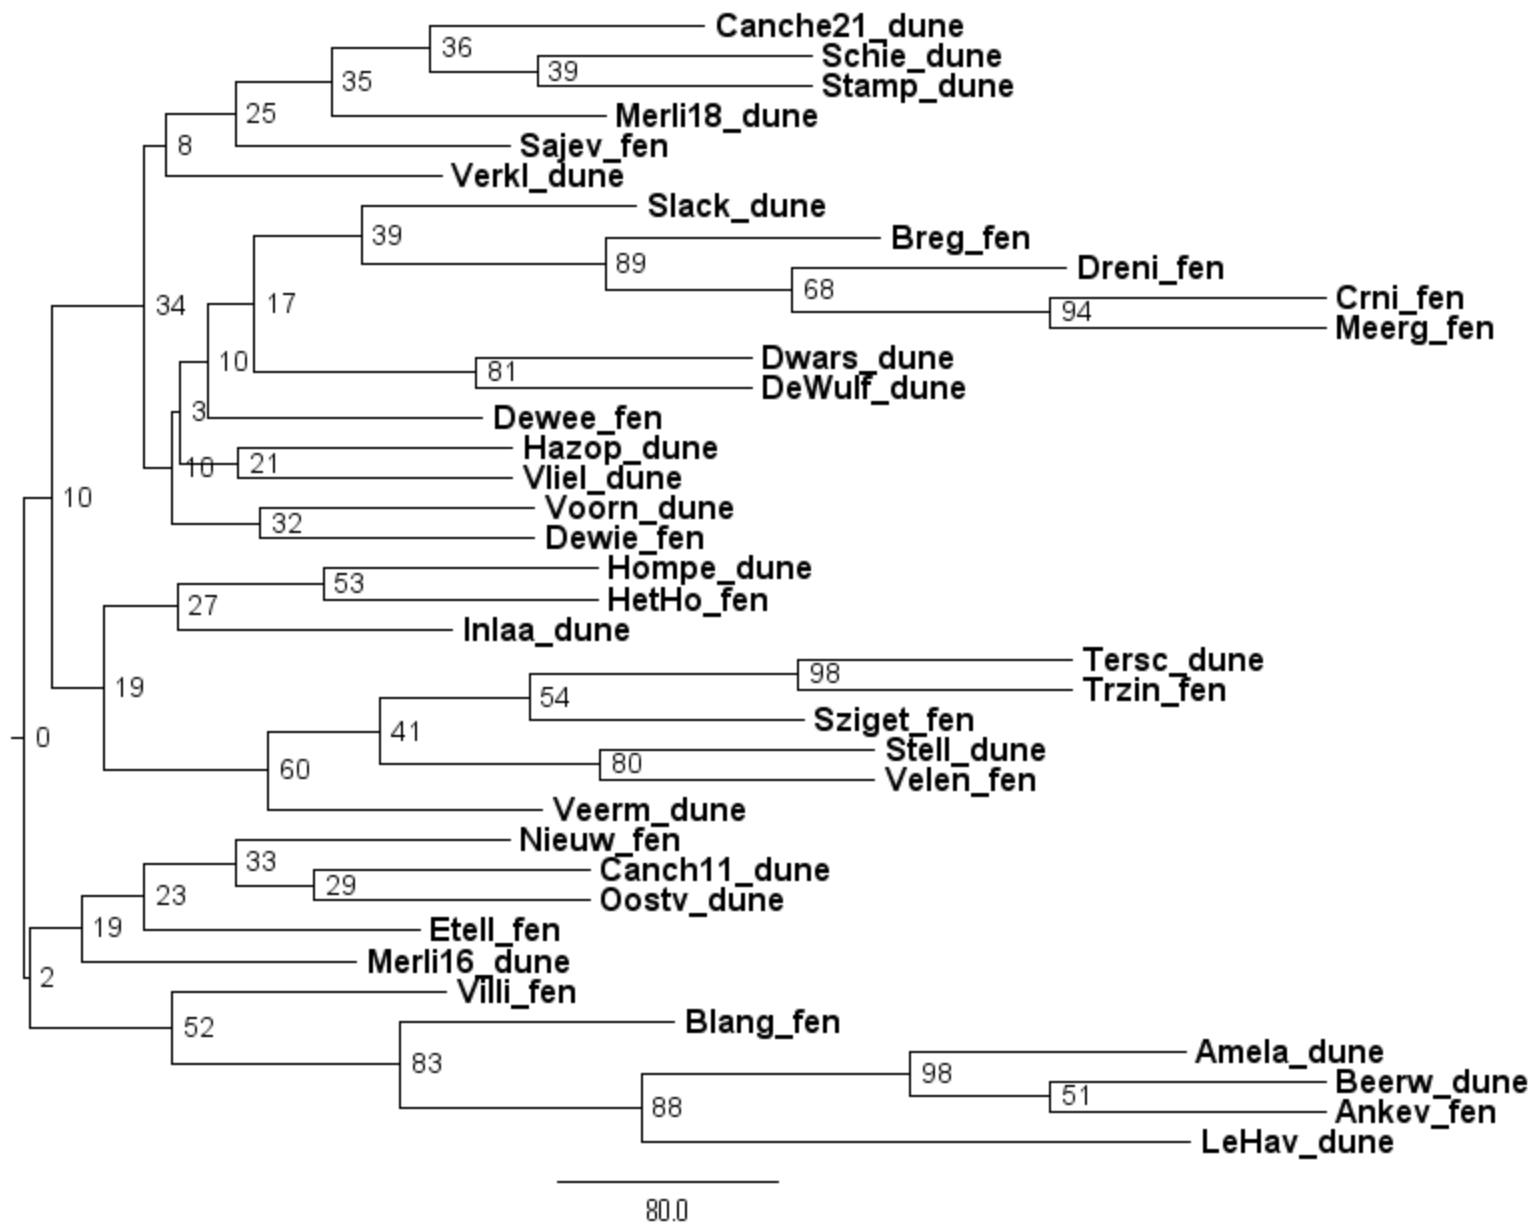 Canche21_dune
36
Schie_dune
39
Stamp_dune
35
Merli18_dune
25
Sajev_fen
8
Verkl_dune
Slack_dune
39
Breg_fen
89
Dreni_fen
68
Crni_fen
94
Meerg_fen
34
17
Dwars_dune
10
81
DeWulf_dune
3
Dewee_fen
Hazop_dune
10
21
Vliel_dune
10
Voorn_dune
32
Dewie_fen
Hompe_dune
53
HetHo_fen
27
Inlaa_dune
Tersc_dune
98
Trzin_fen
19
54
Sziget_fen
41
0
Stell_dune
60
80
Velen_fen
Veerm_dune
Nieuw_fen
33
Canch11_dune
23
29
Oostv_dune
19
Etell_fen
Merli16_dune
2
Villi_fen
52
Blang_fen
83
Amela_dune
98
Beerw_dune
51
Ankev_fen
88
LeHav_dune
80.0